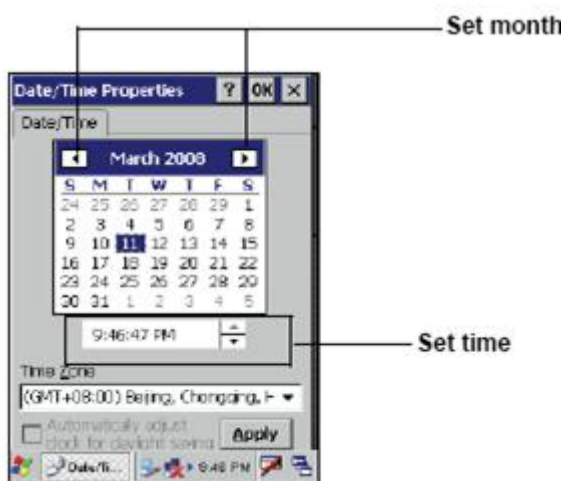 Set month
Date/Time Properties ? OK ×
Date/Time
March 2008
S M T W T F S
24 25 26 27 28 29 1
2 3 4 5 6 7 8
9 10 11 12 13 14 15
16 17 18 19 20 21 22
23 24 25 26 27 28 29
30 31 1 2 3 4 5
9:46:47 PM
Set time
Time Zone
(GMT+08:00) Beijing, Chongqing, H
Automatically adjust
clock for daylight saving
Apply
Date/Ti... 9:46 PM